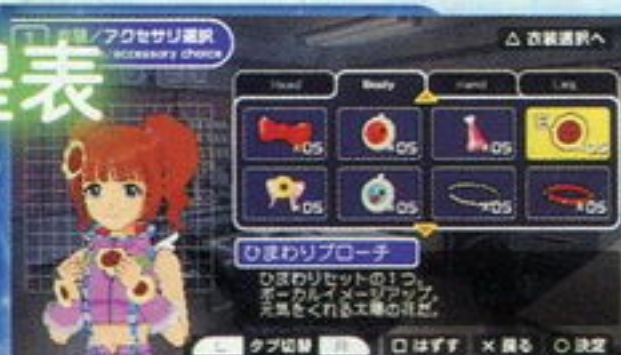 表
アクセサリ選択
accessory choice
△ 衣装選択へ
Head Body Hand Leg
×05 ×05 ×05 ×05
×05 ×05 ×05 ×05
ひまわりブローチ
ひまわりセットの1つ。
ボーカルイメージアップ。
元気をくれる太陽の花だ。
L タブ切替 R □ はずす × 戻る ○ 決定